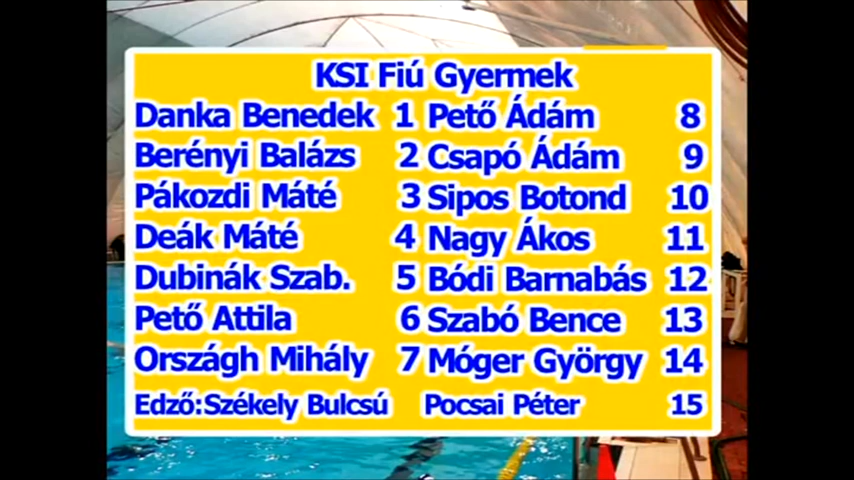 KSI Fiú Gyermek
Danka Benedek 1 Pető Ádám 8
Berényi Balázs 2 Csapó Ádám 9
Pákozdi Máté 3 Sipos Botond 10
Deák Máté 4 Nagy Ákos 11
Dubinák Szab. 5 Bódi Barnabás 12
Pető Attila 6 Szabó Bence 13
Országh Mihály 7 Móger György 14
Edző:Székely Bulcsú Pocsai Péter 15